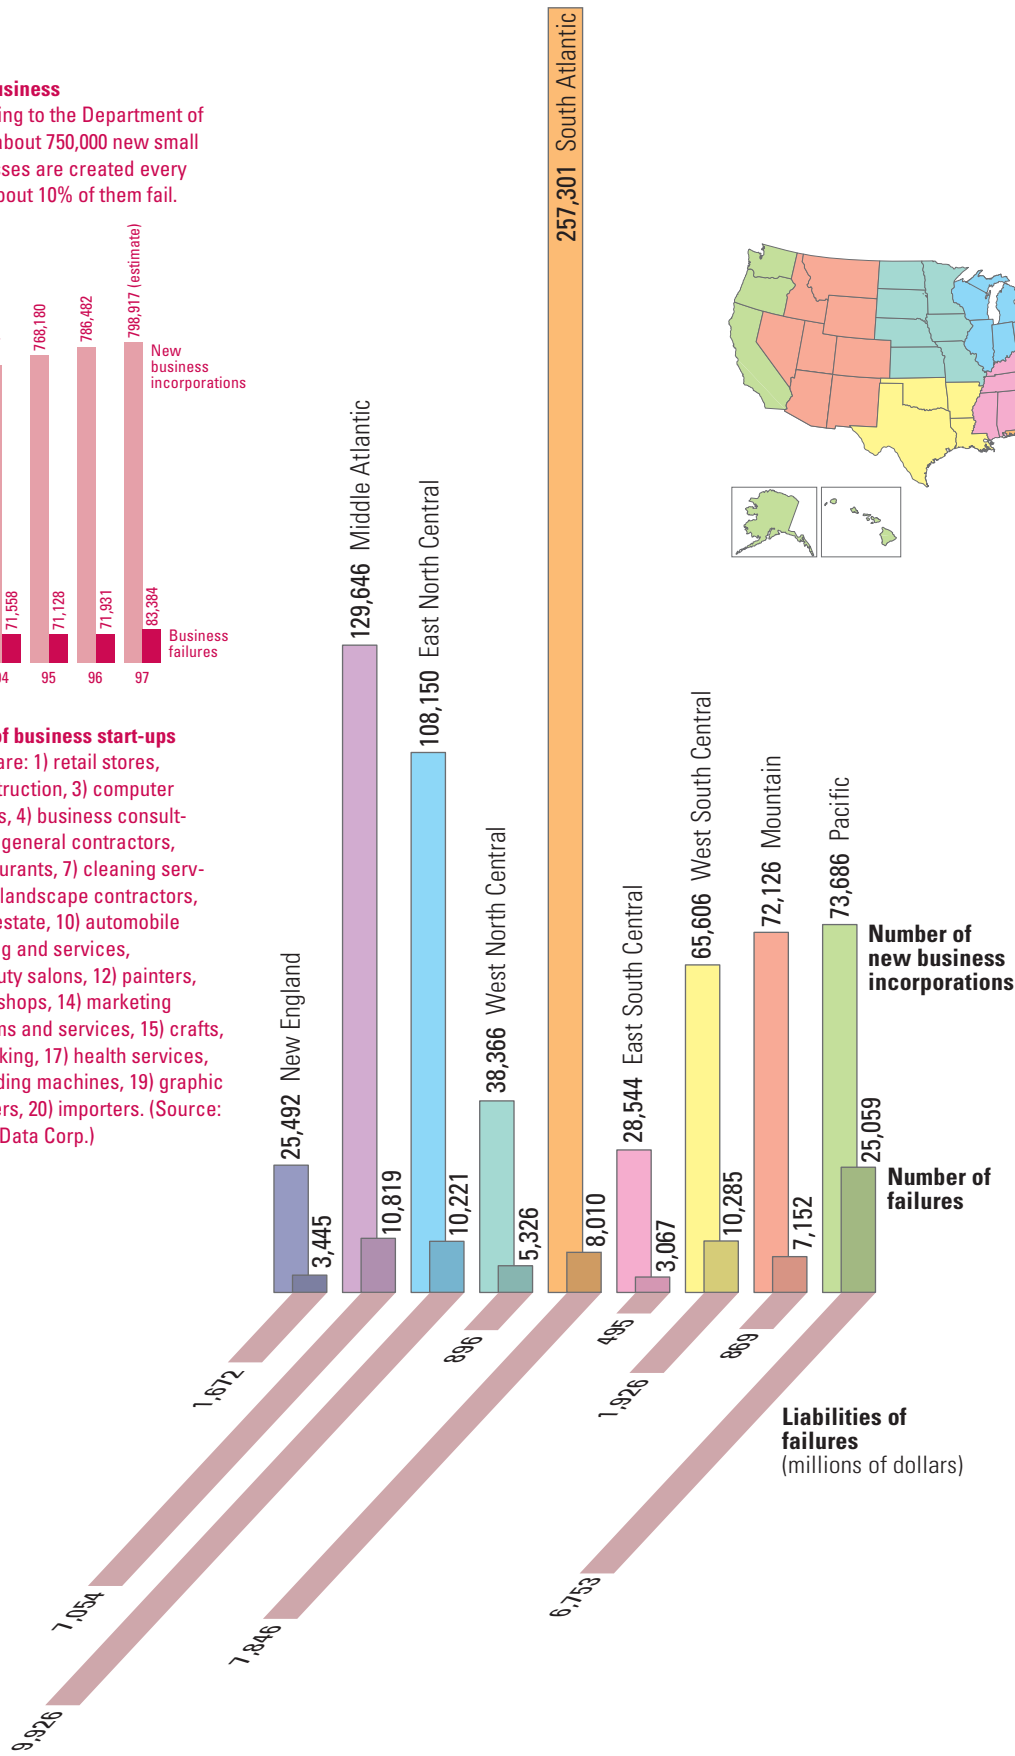 usiness
ing to the Department of
about 750,000 new small
sses are created every
bout 10% of them fail.
768,180
786,482
798,917 (estimate)
New
business
incorporations
71,558
71,128
71,931
83,384
Business
failures
94
95
96
97
of business start-ups
are: 1) retail stores,
truction, 3) computer
s, 4) business consult-
general contractors,
urants, 7) cleaning serv-
landscape contractors,
estate, 10) automobile
g and services,
uty salons, 12) painters,
shops, 14) marketing
ms and services, 15) crafts,
king, 17) health services,
ding machines, 19) graphic
ers, 20) importers. (Source:
Data Corp.)
25,492 New England
129,646 Middle Atlantic
108,150 East North Central
38,366 West North Central
257,301 South Atlantic
28,544 East South Central
65,606 West South Central
72,126 Mountain
73,686 Pacific
Number of
new business
incorporations
3,445
10,819
10,221
5,326
8,010
3,067
10,285
7,152
25,059
Number of
failures
1,672
7,054
9,926
896
7,846
495
1,926
869
6,753
Liabilities of
failures
(millions of dollars)